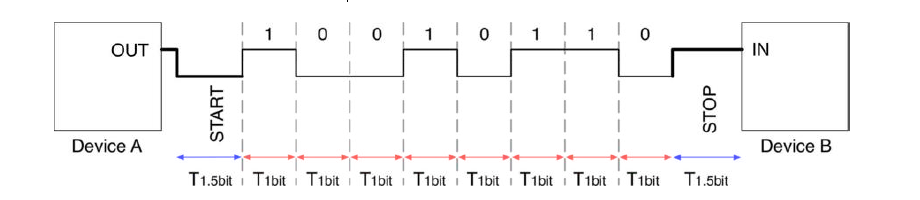 1 0 0 1 0 1 1 0
OUT
IN
START
STOP
Device A
Device B
T1.5bit T1bit T1bit T1bit T1bit T1bit T1bit T1bit T1bit T1.5bit